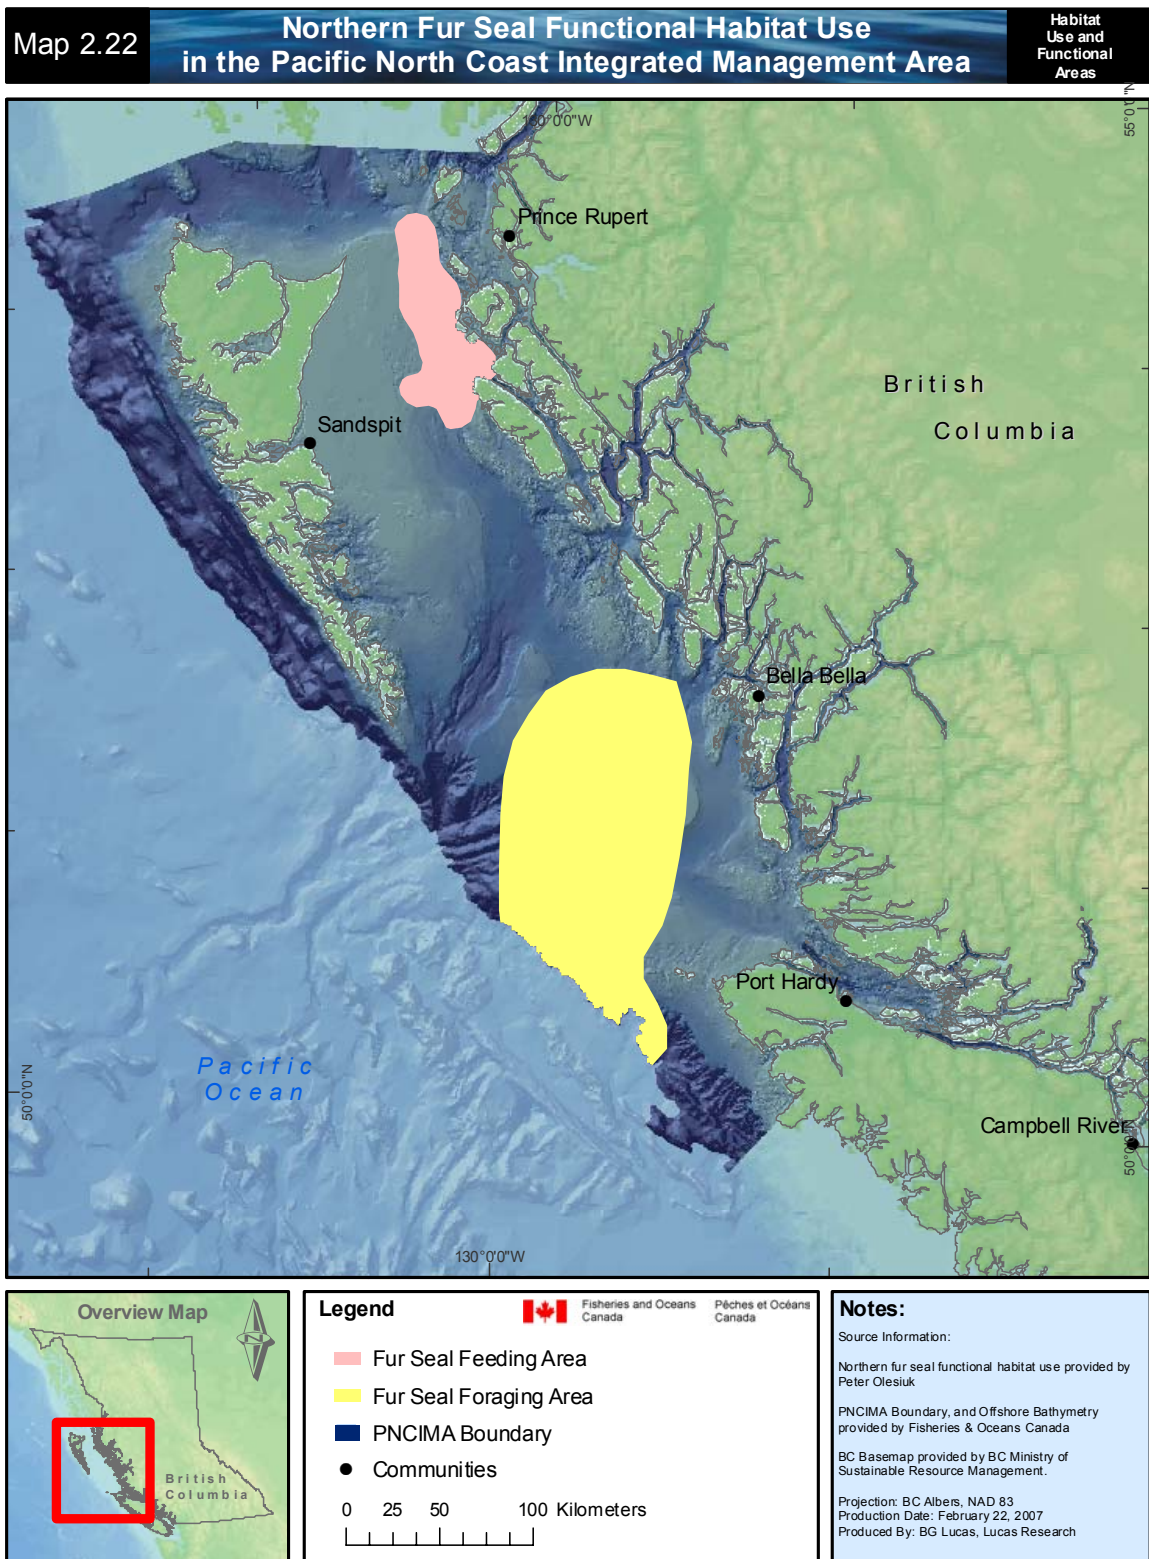 Map 2.22
Northern Fur Seal Functional Habitat Use
in the Pacific North Coast Integrated Management Area
Habitat
Use and
Functional
Areas
55°0'0"N
130°0'0"W
Prince Rupert
British
Columbia
Sandspit
Bella Bella
Port Hardy
Pacific
Ocean
50°0'0"N
Campbell River
50°0'0"N
130°0'0"W
Overview Map
N
British
Columbia
Legend
Fisheries and Oceans
Canada
Pêches et Océans
Canada
Fur Seal Feeding Area
Fur Seal Foraging Area
PNCIMA Boundary
Communities
0 25 50 100 Kilometers
Notes:
Source Information:
Northern fur seal functional habitat use provided by
Peter Olesiuk
PNCIMA Boundary, and Offshore Bathymetry
provided by Fisheries & Oceans Canada
BC Basemap provided by BC Ministry of
Sustainable Resource Management.
Projection: BC Albers, NAD 83
Production Date: February 22, 2007
Produced By: BG Lucas, Lucas Research